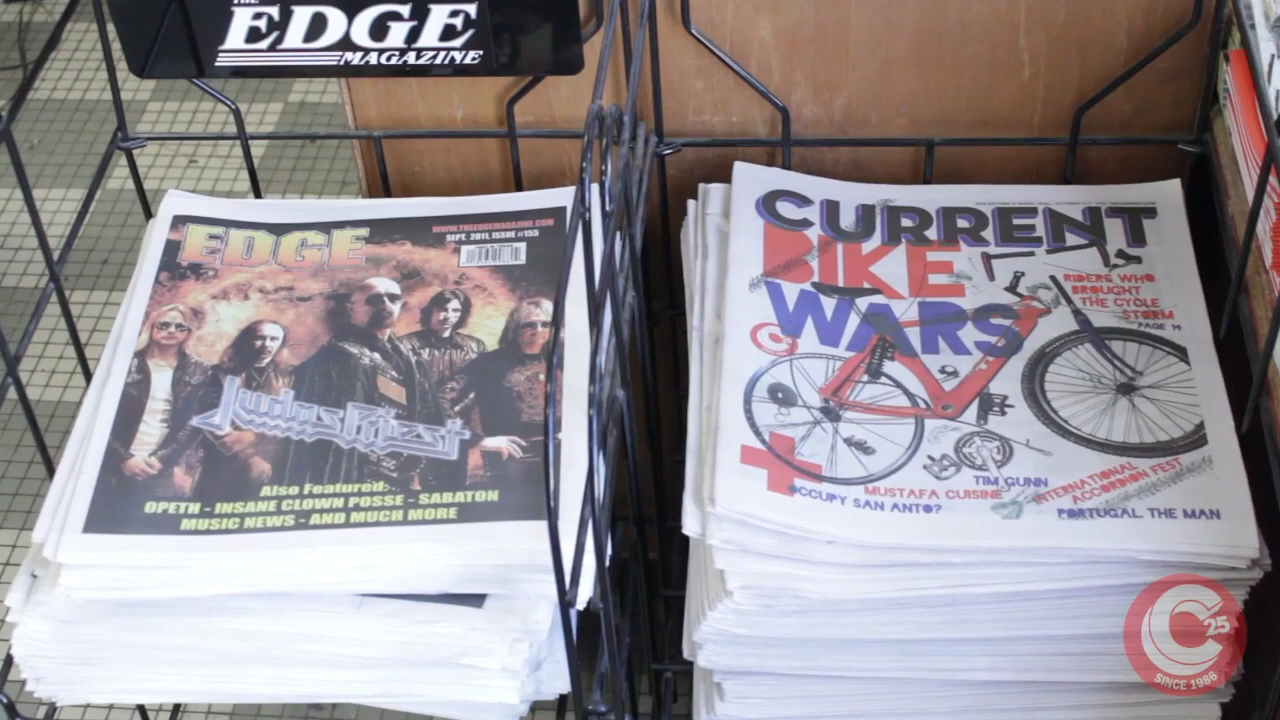 THE
EDGE
MAGAZINE
EDGE
WWW.THEEDGEMAGAZINE.COM
SEPT. 2011, ISSUE #155
Judas Priest
Also Featured:
OPETH - INSANE CLOWN POSSE - SABATON
MUSIC NEWS - AND MUCH MORE
CURRENT
BIKE
WARS
RIDERS WHO
BROUGHT
THE CYCLE
STORM
PAGE 14
C
TIM GUNN
MUSTAFA CUISINE
OCCUPY SAN ANTO?
INTERNATIONAL
ACCORDION FEST
PORTUGAL. THE MAN
C 25
SINCE 1986